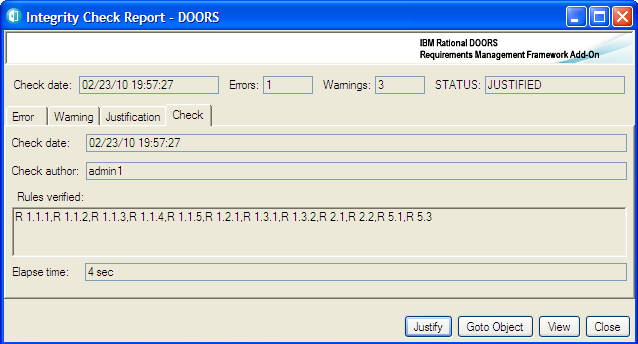 Integrity Check Report - DOORS
IBM Rational DOORS
Requirements Management Framework Add-On
Check date: 02/23/10 19:57:27 Errors: 1 Warnings: 3 STATUS: JUSTIFIED
Error Warning Justification Check
Check date: 02/23/10 19:57:27
Check author: admin1
Rules verified:
R 1.1.1,R 1.1.2,R 1.1.3,R 1.1.4,R 1.1.5,R 1.2.1,R 1.3.1,R 1.3.2,R 2.1,R 2.2,R 5.1,R 5.3
Elapse time: 4 sec
Justify Goto Object View Close